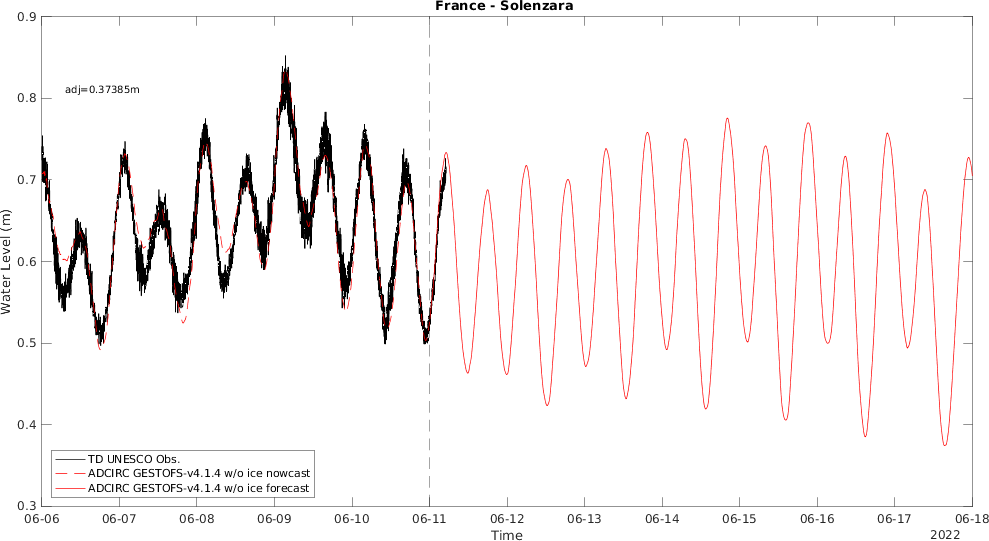 France - Solenzara
0.9
0.8
0.7
0.6
0.5
0.4
0.3
Water Level (m)
adj=0.37385m
TD UNESCO Obs.
ADCIRC GESTOFS-v4.1.4 w/o ice nowcast
ADCIRC GESTOFS-v4.1.4 w/o ice forecast
06-06 06-07 06-08 06-09 06-10 06-11 06-12 06-13 06-14 06-15 06-16 06-17 06-18
Time
2022